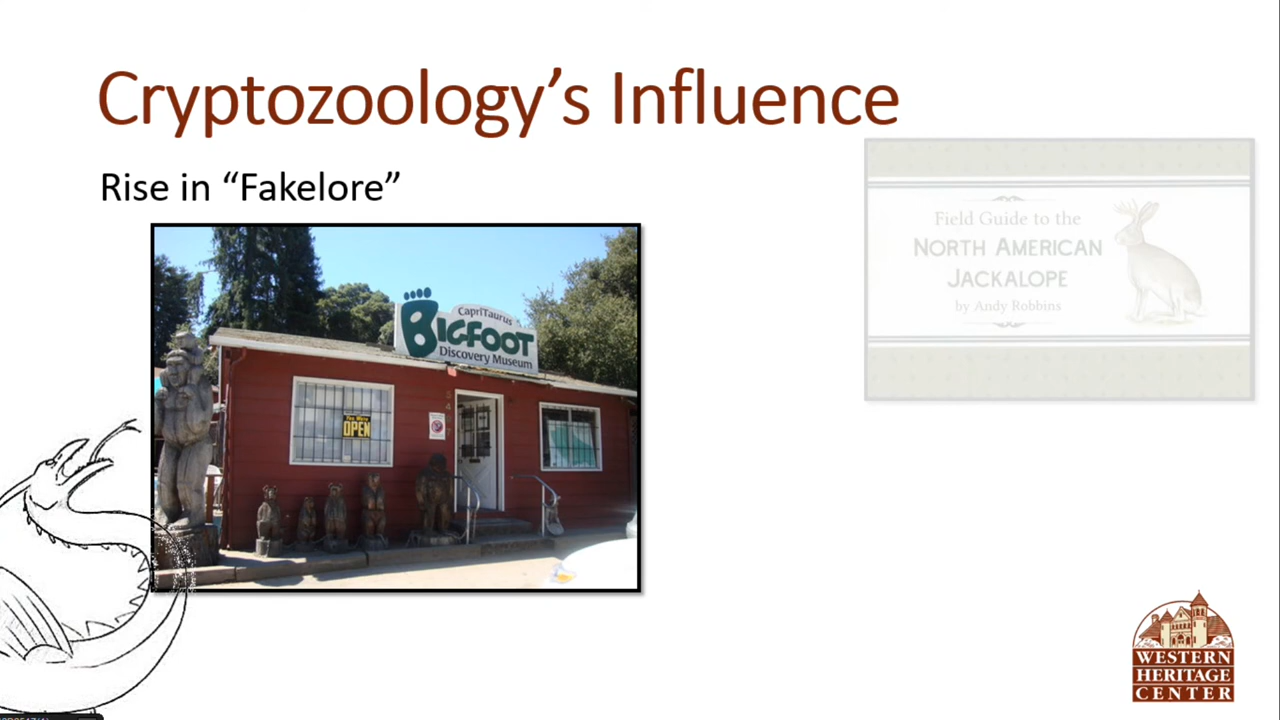 Cryptozoology’s Influence
Rise in “Fakelore”
CapriTaurus
BIGFOOT
Discovery Museum
OPEN
Field Guide to the
NORTH AMERICAN
JACKALOPE
by Andy Robbins
WESTERN
HERITAGE
CENTER